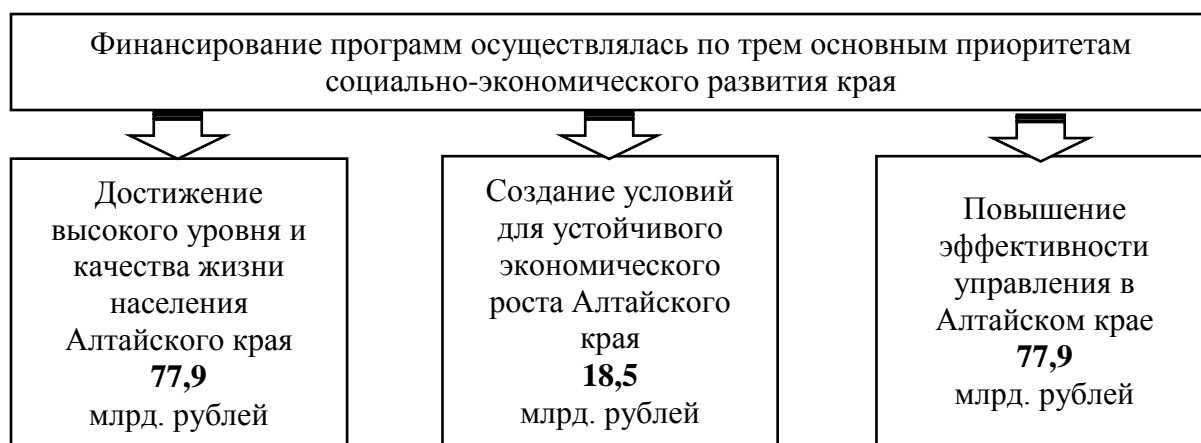 Финансирование программ осуществлялась по трем основным приоритетам
социально-экономического развития края
Достижение
высокого уровня и
качества жизни
населения
Алтайского края
77,9
млрд. рублей
Создание условий
для устойчивого
экономического
роста Алтайского
края
18,5
млрд. рублей
Повышение
эффективности
управления в
Алтайском крае
77,9
млрд. рублей